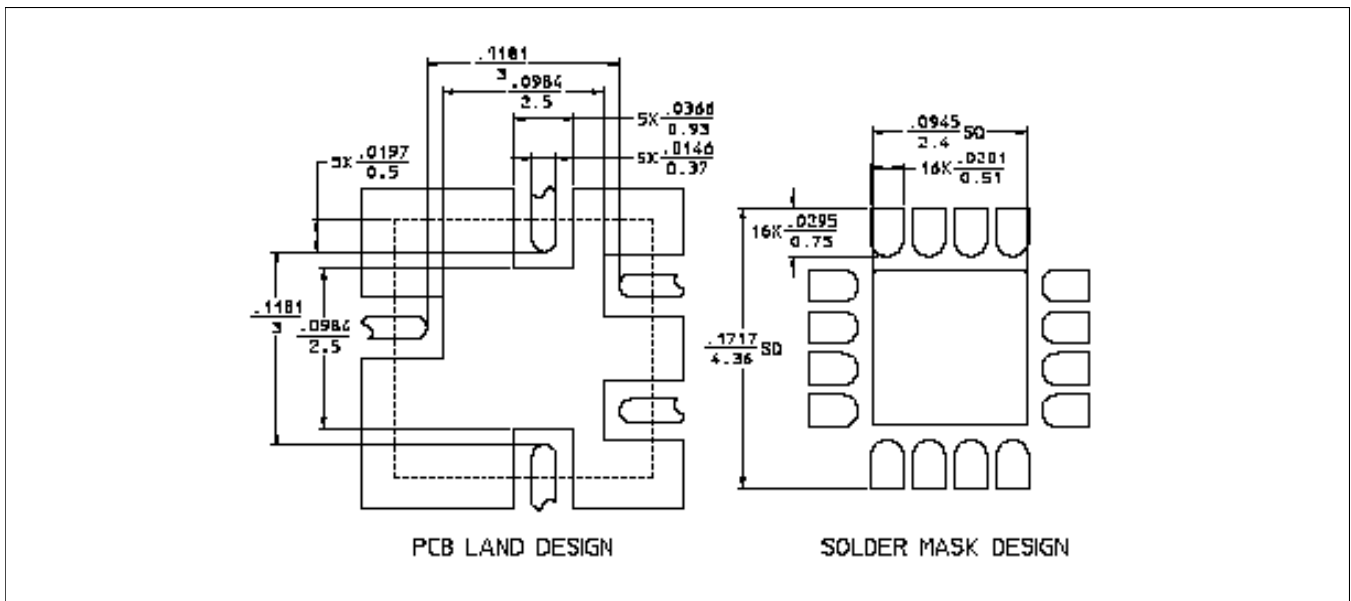 .1181
3
.0984
2.5
5X .0366
0.93
5X .0146
0.37
5X .0197
0.5
.1181
3
.0984
2.5
PCB LAND DESIGN
.0945 SQ
2.4
16X .0201
0.51
16X .0295
0.75
.1717 SQ
4.36
SOLDER MASK DESIGN